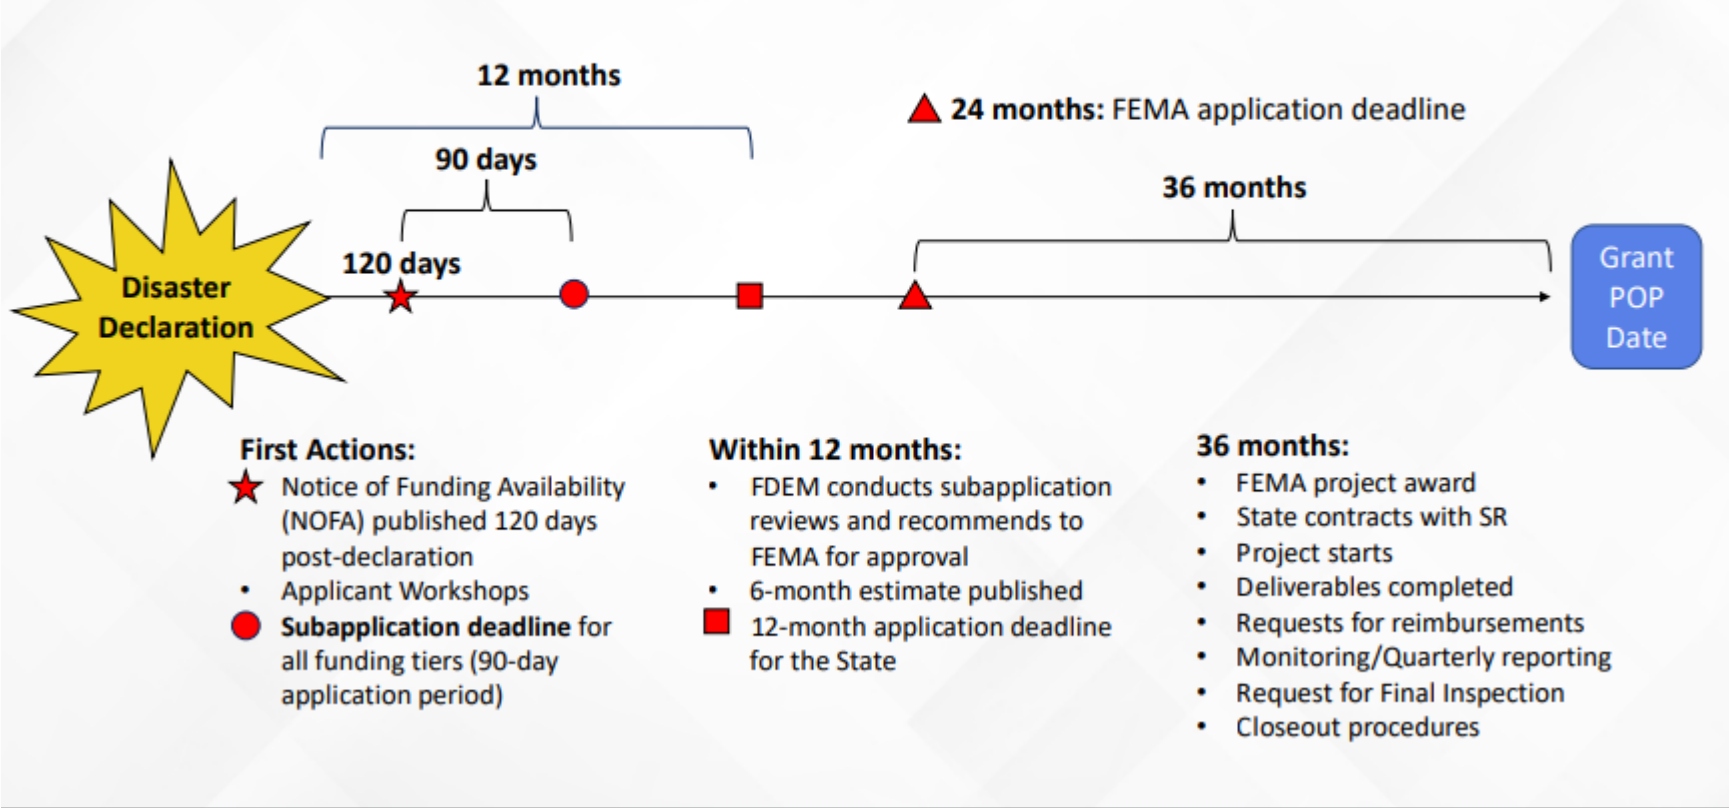 12 months
24 months: FEMA application deadline
90 days
36 months
120 days
Disaster
Declaration
Grant
POP
Date
First Actions:
Notice of Funding Availability
(NOFA) published 120 days
post-declaration
• Applicant Workshops
Subapplication deadline for
all funding tiers (90-day
application period)
Within 12 months:
• FDEM conducts subapplication
reviews and recommends to
FEMA for approval
• 6-month estimate published
12-month application deadline
for the State
36 months:
• FEMA project award
• State contracts with SR
• Project starts
• Deliverables completed
• Requests for reimbursements
• Monitoring/Quarterly reporting
• Request for Final Inspection
• Closeout procedures